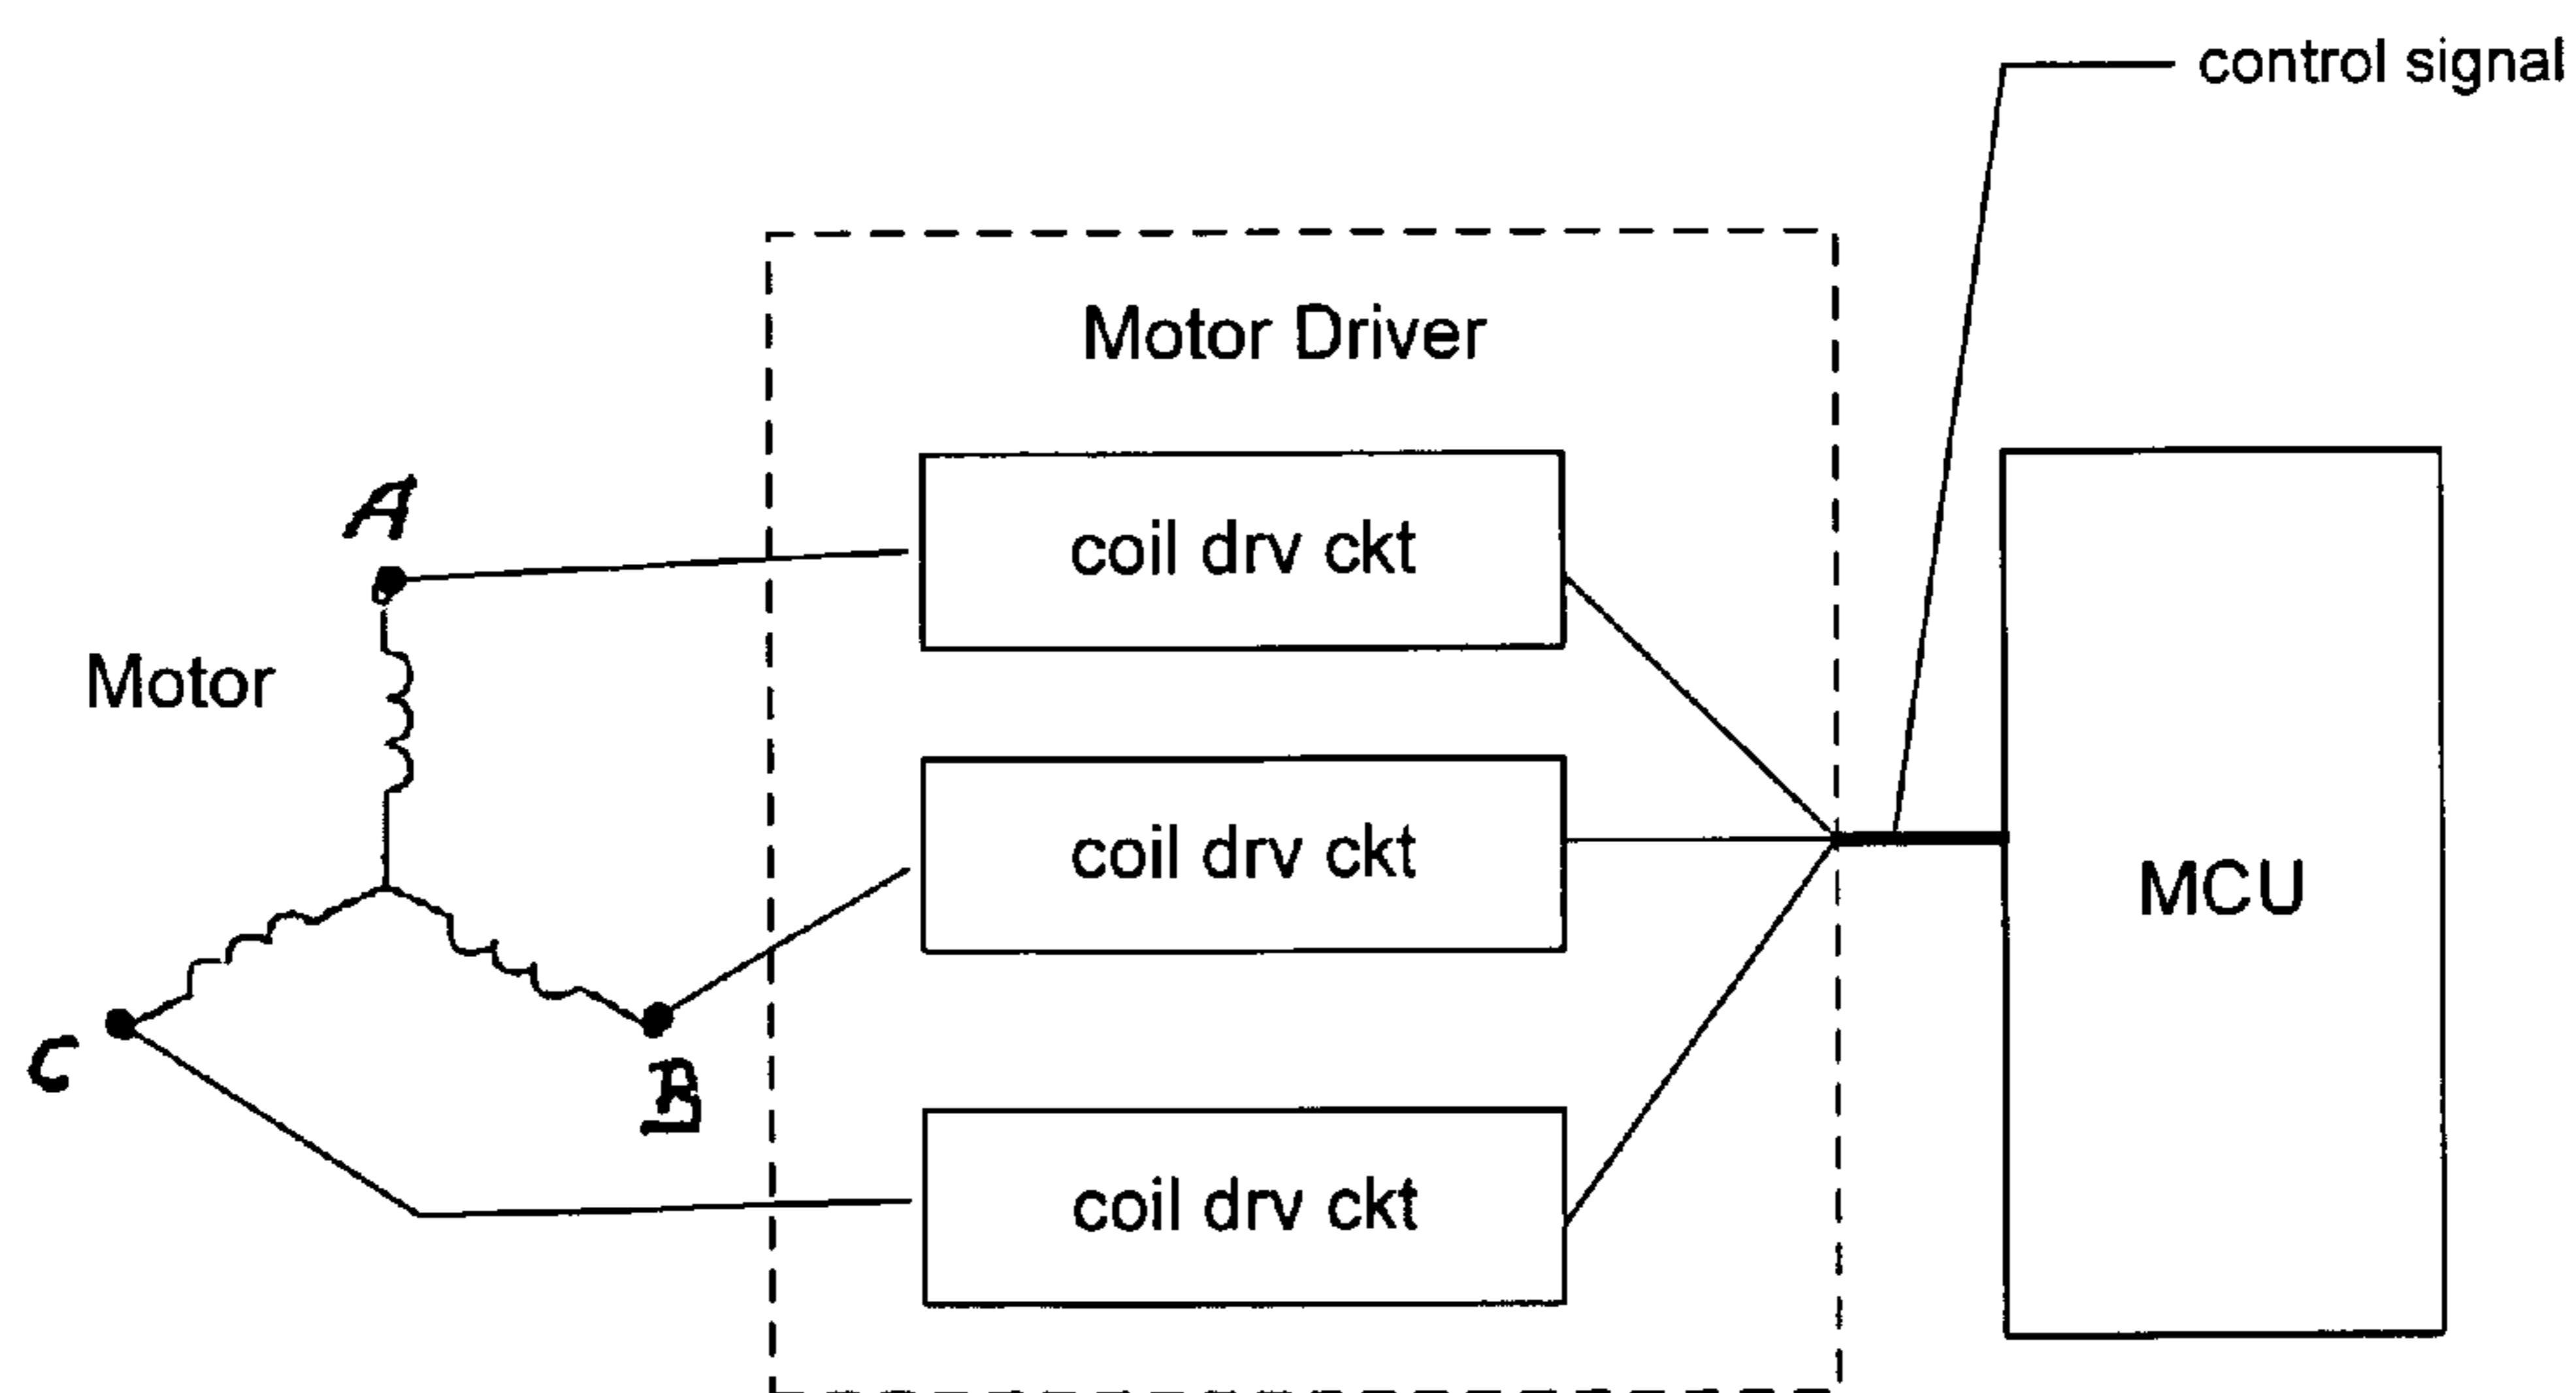 control signal
Motor Driver
A
coil drv ckt
Motor
coil drv ckt
MCU
C
B
coil drv ckt